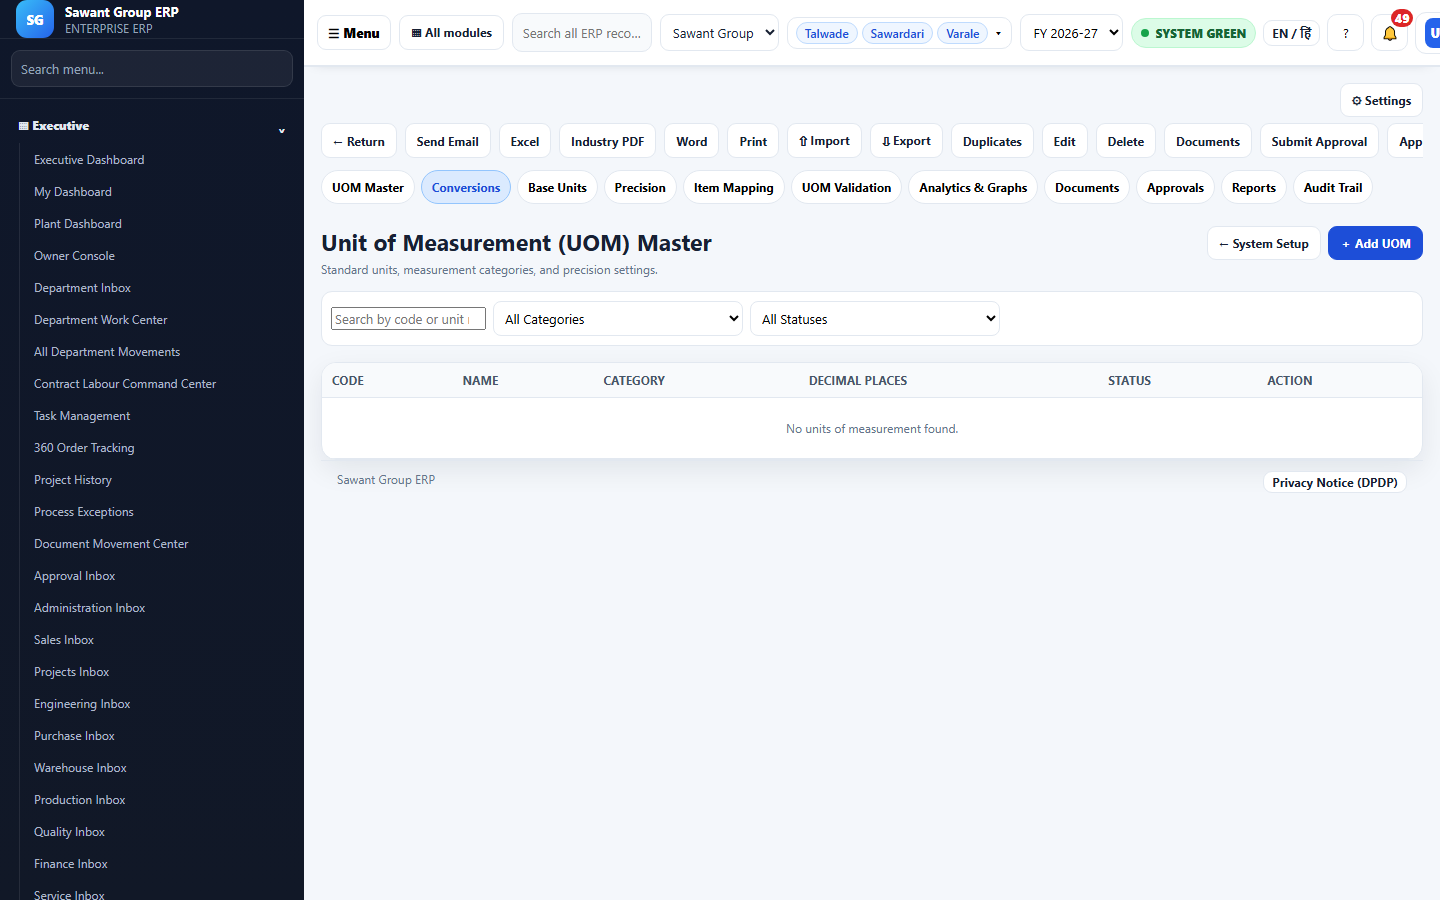 SG
Sawant Group ERP
ENTERPRISE ERP
Search menu...
Executive
Executive Dashboard
My Dashboard
Plant Dashboard
Owner Console
Department Inbox
Department Work Center
All Department Movements
Contract Labour Command Center
Task Management
360 Order Tracking
Project History
Process Exceptions
Document Movement Center
Approval Inbox
Administration Inbox
Sales Inbox
Projects Inbox
Engineering Inbox
Purchase Inbox
Warehouse Inbox
Production Inbox
Quality Inbox
Finance Inbox
Service Inbox
☰ Menu
All modules
Search all ERP reco...
Sawant Group
Talwade Sawardari Varale
FY 2026-27
SYSTEM GREEN
EN / हिं
?
49
U
⚙ Settings
← Return Send Email Excel Industry PDF Word Print ⇧ Import ⇩ Export Duplicates Edit Delete Documents Submit Approval App
UOM Master Conversions Base Units Precision Item Mapping UOM Validation Analytics & Graphs Documents Approvals Reports Audit Trail
Unit of Measurement (UOM) Master
Standard units, measurement categories, and precision settings.
← System Setup
+ Add UOM
Search by code or unit
All Categories
All Statuses
CODE NAME CATEGORY DECIMAL PLACES STATUS ACTION
No units of measurement found.
Sawant Group ERP
Privacy Notice (DPDP)